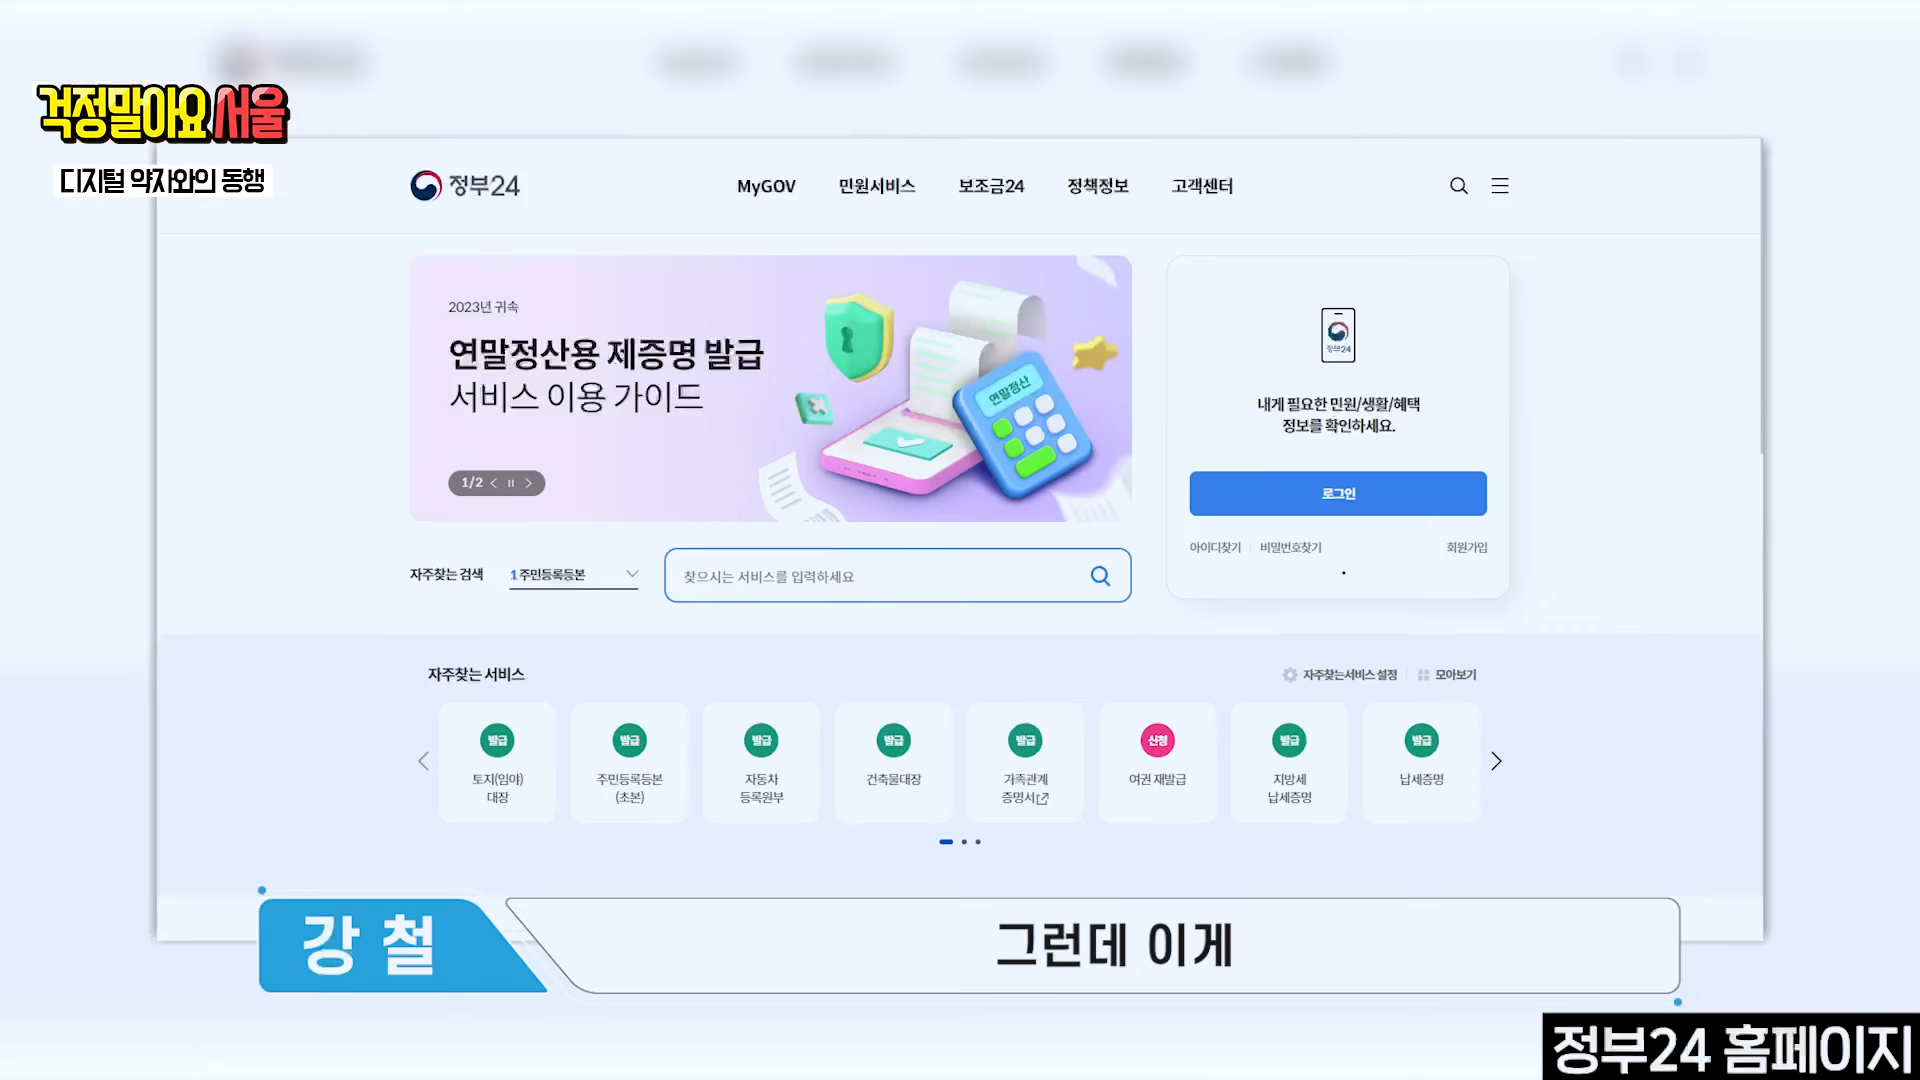 걱정말아요 서울
디지털 약자와의 동행
정부24
MyGOV 민원서비스 보조금24 정책정보 고객센터
2023년 귀속
연말정산용 제증명 발급
서비스 이용 가이드
연말정산
1/2
정부24
내게 필요한 민원/생활/혜택
정보를 확인하세요.
로그인
아이디찾기 비밀번호찾기 회원가입
자주찾는 검색 1 주민등록등본 찾으시는 서비스를 입력하세요
자주찾는 서비스 자주찾는서비스 설정 모아보기
발급 토지(임야)
대장
발급 주민등록등본
(초본)
발급 자동차
등록원부
발급 건축물대장
발급 가족관계
증명서
신청 여권 재발급
발급 지방세
납세증명
발급 납세증명
강 철 그런데 이게
정부24 홈페이지